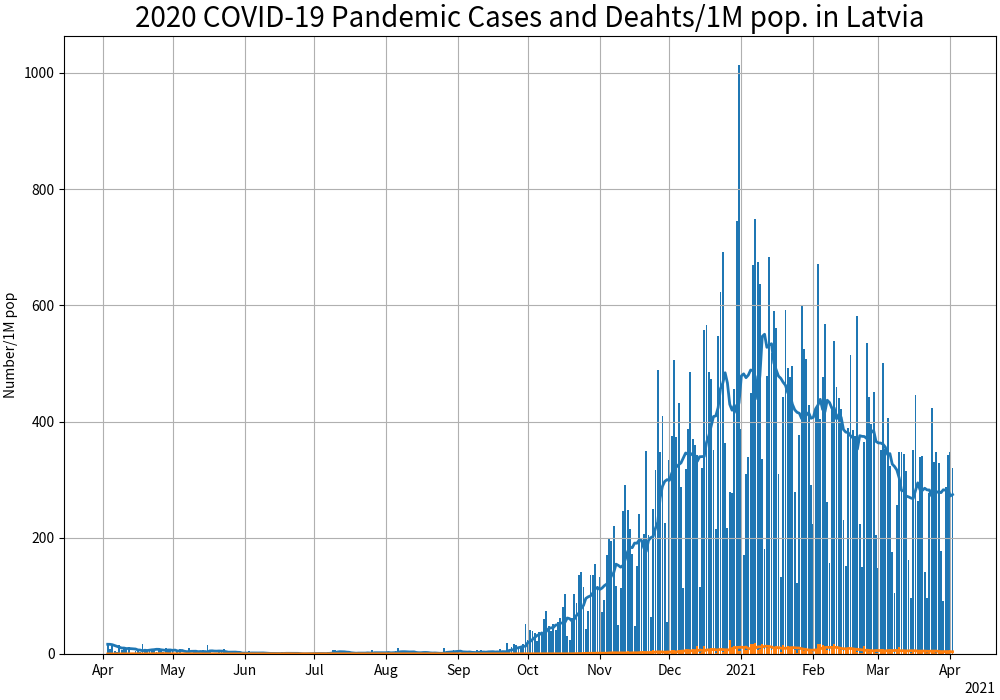 2020 COVID-19 Pandemic Cases and Deahts/1M pop. in Latvia
Number/1M pop
1000
800
600
400
200
0
Apr May Jun Jul Aug Sep Oct Nov Dec 2021 Feb Mar Apr
2021